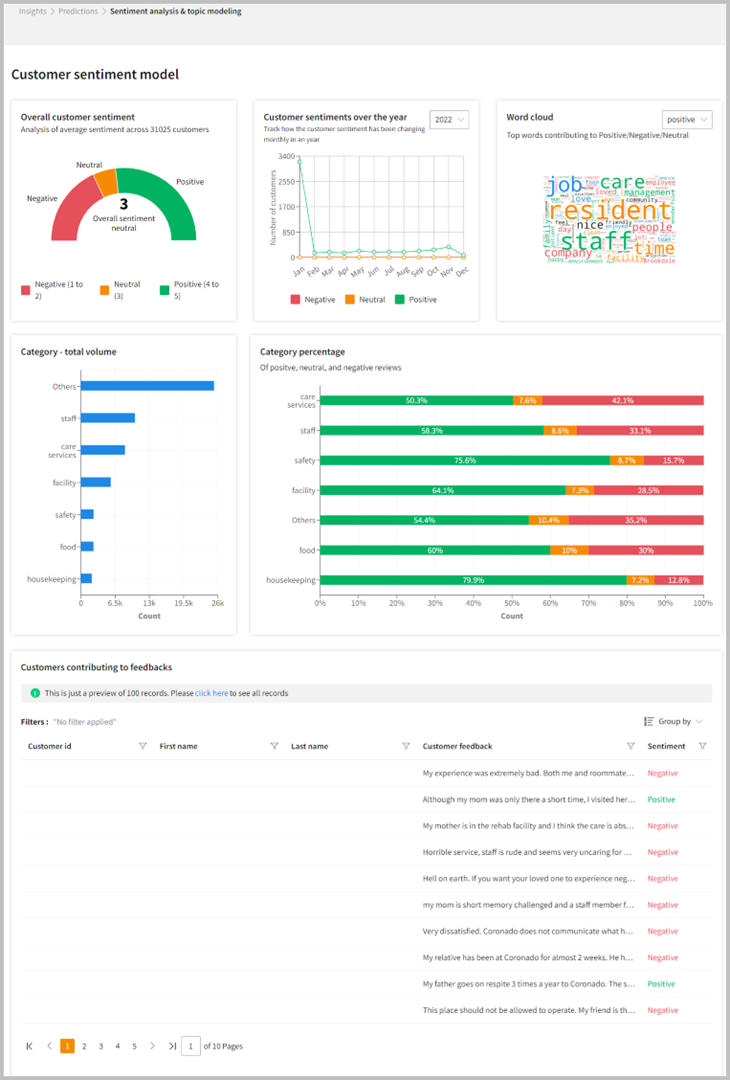 Insights > Predictions > Sentiment analysis & topic modeling
Customer sentiment model
Overall customer sentiment
Analysis of average sentiment across 31025 customers
Neutral
Negative
Positive
3
Overall sentiment
neutral
Negative (1 to
2)
Neutral
(3)
Positive (4 to
5)
Customer sentiments over the year
2022
Track how the customer sentiment has been changing
monthly in an year
Number of customers
3400
2550
1700
850
0
Jan Feb Mar Apr May Jun Jul Aug Sep Oct Nov Dec
Negative Neutral Positive
Word cloud
positive
Top words contributing to Positive/Negative/Neutral
job care employee
loved management
love community
resident
feel nice friendly
day enjoyed people
family staff time
company facility
happy environment Brookdale
Category - total volume
Others
staff
care
services
facility
safety
food
housekeeping
0 6.5k 13k 19.5k 26k
Count
Category percentage
Of positve, neutral, and negative reviews
care
services
50.3% 7.6% 42.1%
staff 58.3% 8.6% 33.1%
safety 75.6% 8.7% 15.7%
facility 64.1% 7.3% 28.5%
Others 54.4% 10.4% 35.2%
food 60% 10% 30%
housekeeping 79.9% 7.2% 12.8%
0% 10% 20% 30% 40% 50% 60% 70% 80% 90% 100%
Count
Customers contributing to feedbacks
This is just a preview of 100 records. Please click here to see all records
Filters : "No filter applied"
Group by
Customer id First name Last name Customer feedback Sentiment
My experience was extremely bad. Both me and roommate... Negative
Although my mom was only there a short time, I visited her... Positive
My mother is in the rehab facility and I think the care is abs... Negative
Horrible service, staff is rude and seems very uncaring for ... Negative
Hell on earth. if you want your loved one to experience neg... Negative
my mom is short memory challenged and a staff member f... Negative
Very dissatisfied. Coronado does not communicate what h... Negative
My relative has been at Coronado for almost 2 weeks. He h... Negative
My father goes on respite 3 times a year to Coronado. The s... Positive
This place should not be allowed to operate. My friend is th... Negative
1 2 3 4 5 1 of 10 Pages